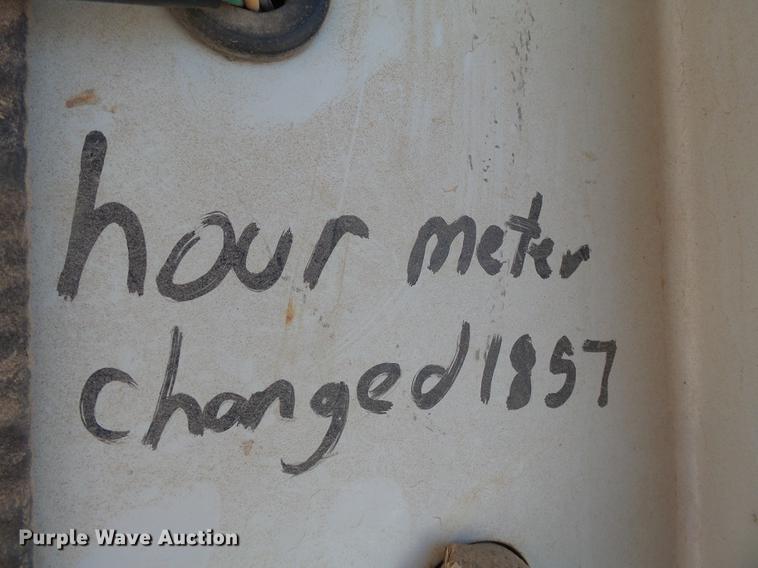 hour meter
changed 1857
Purple Wave Auction